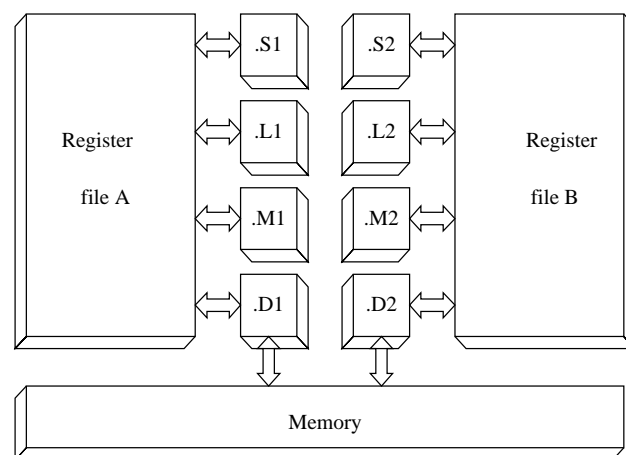 .S1
.S2
.L1
.L2
Register
file A
Register
file B
.M1
.M2
.D1
.D2
Memory